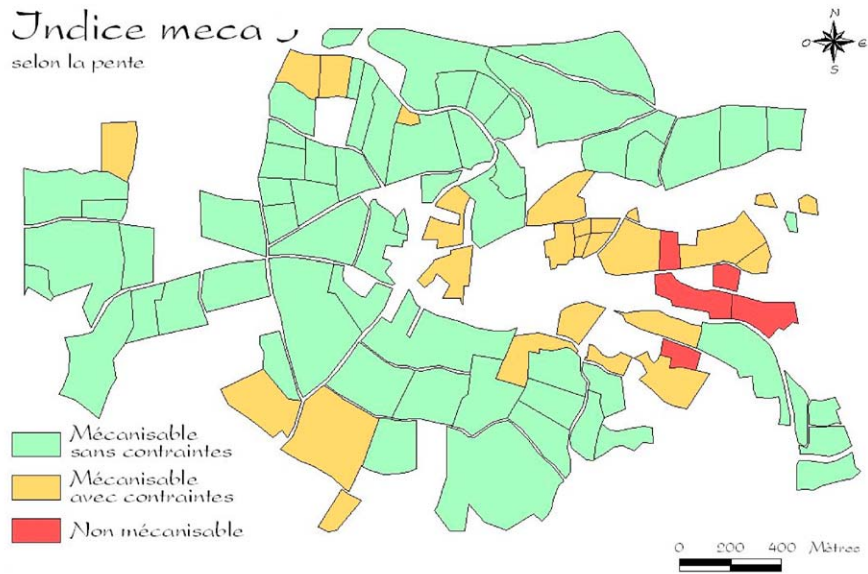 Indice meca
selon la pente
N
O E
S
Mécanisable
sans contraintes
Mécanisable
avec contraintes
Non mécanisable
0 200 400 Mètres